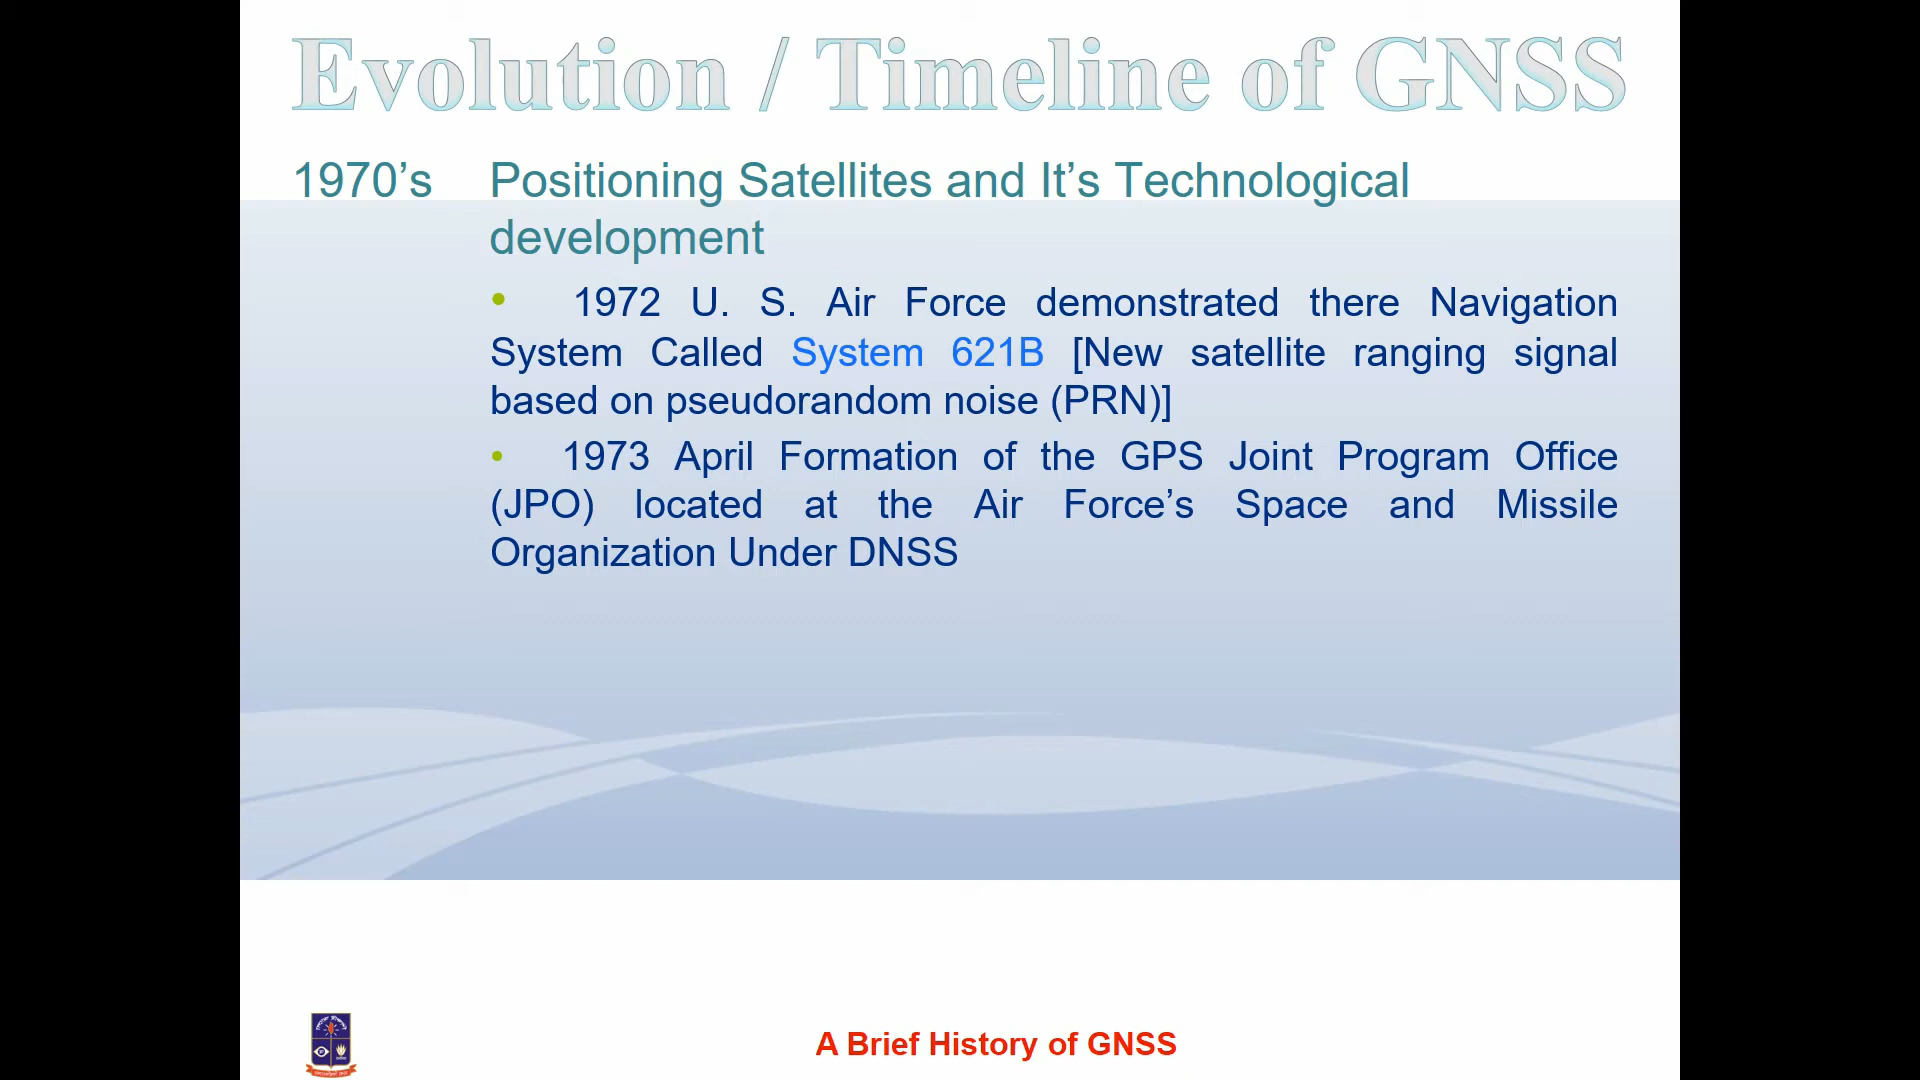 Evolution / Timeline of GNSS
1970’s Positioning Satellites and It’s Technological
development
• 1972 U. S. Air Force demonstrated there Navigation
System Called System 621B [New satellite ranging signal
based on pseudorandom noise (PRN)]
• 1973 April Formation of the GPS Joint Program Office
(JPO) located at the Air Force’s Space and Missile
Organization Under DNSS
A Brief History of GNSS